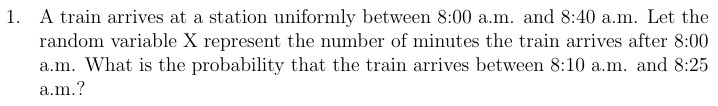 1. A train arrives at a station uniformly between 8:00 a.m. and 8:40 a.m. Let the
random variable X represent the number of minutes the train arrives after 8:00
a.m. What is the probability that the train arrives between 8:10 a.m. and 8:25
a.m.?